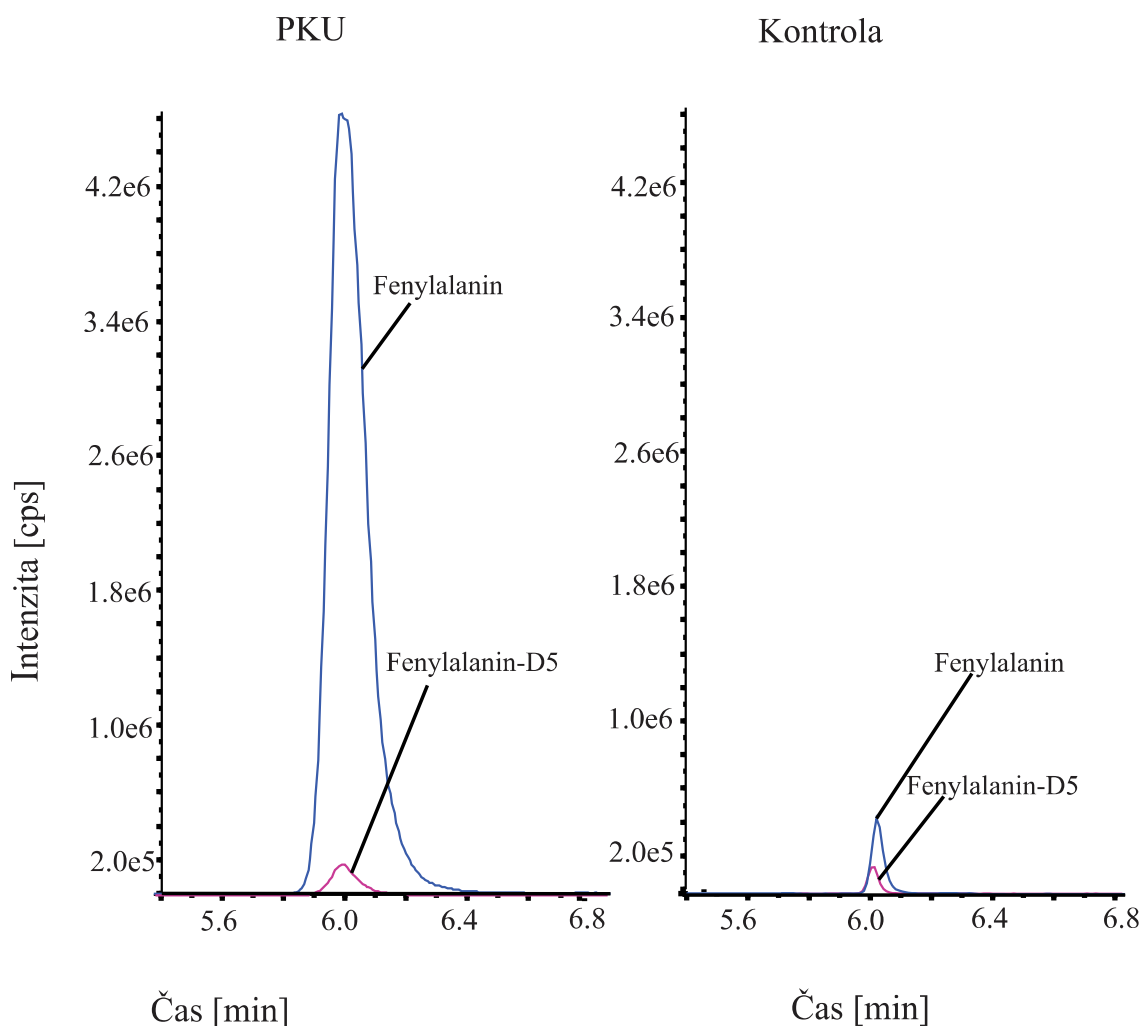 PKU
Kontrola
Intenzita [cps]
4.2e6
3.4e6
2.6e6
1.8e6
1.0e6
2.0e5
Fenylalanin
Fenylalanin-D5
5.6
6.0
6.4
6.8
Čas [min]
4.2e6
3.4e6
2.6e6
1.8e6
1.0e6
2.0e5
Fenylalanin
Fenylalanin-D5
5.6
6.0
6.4
6.8
Čas [min]